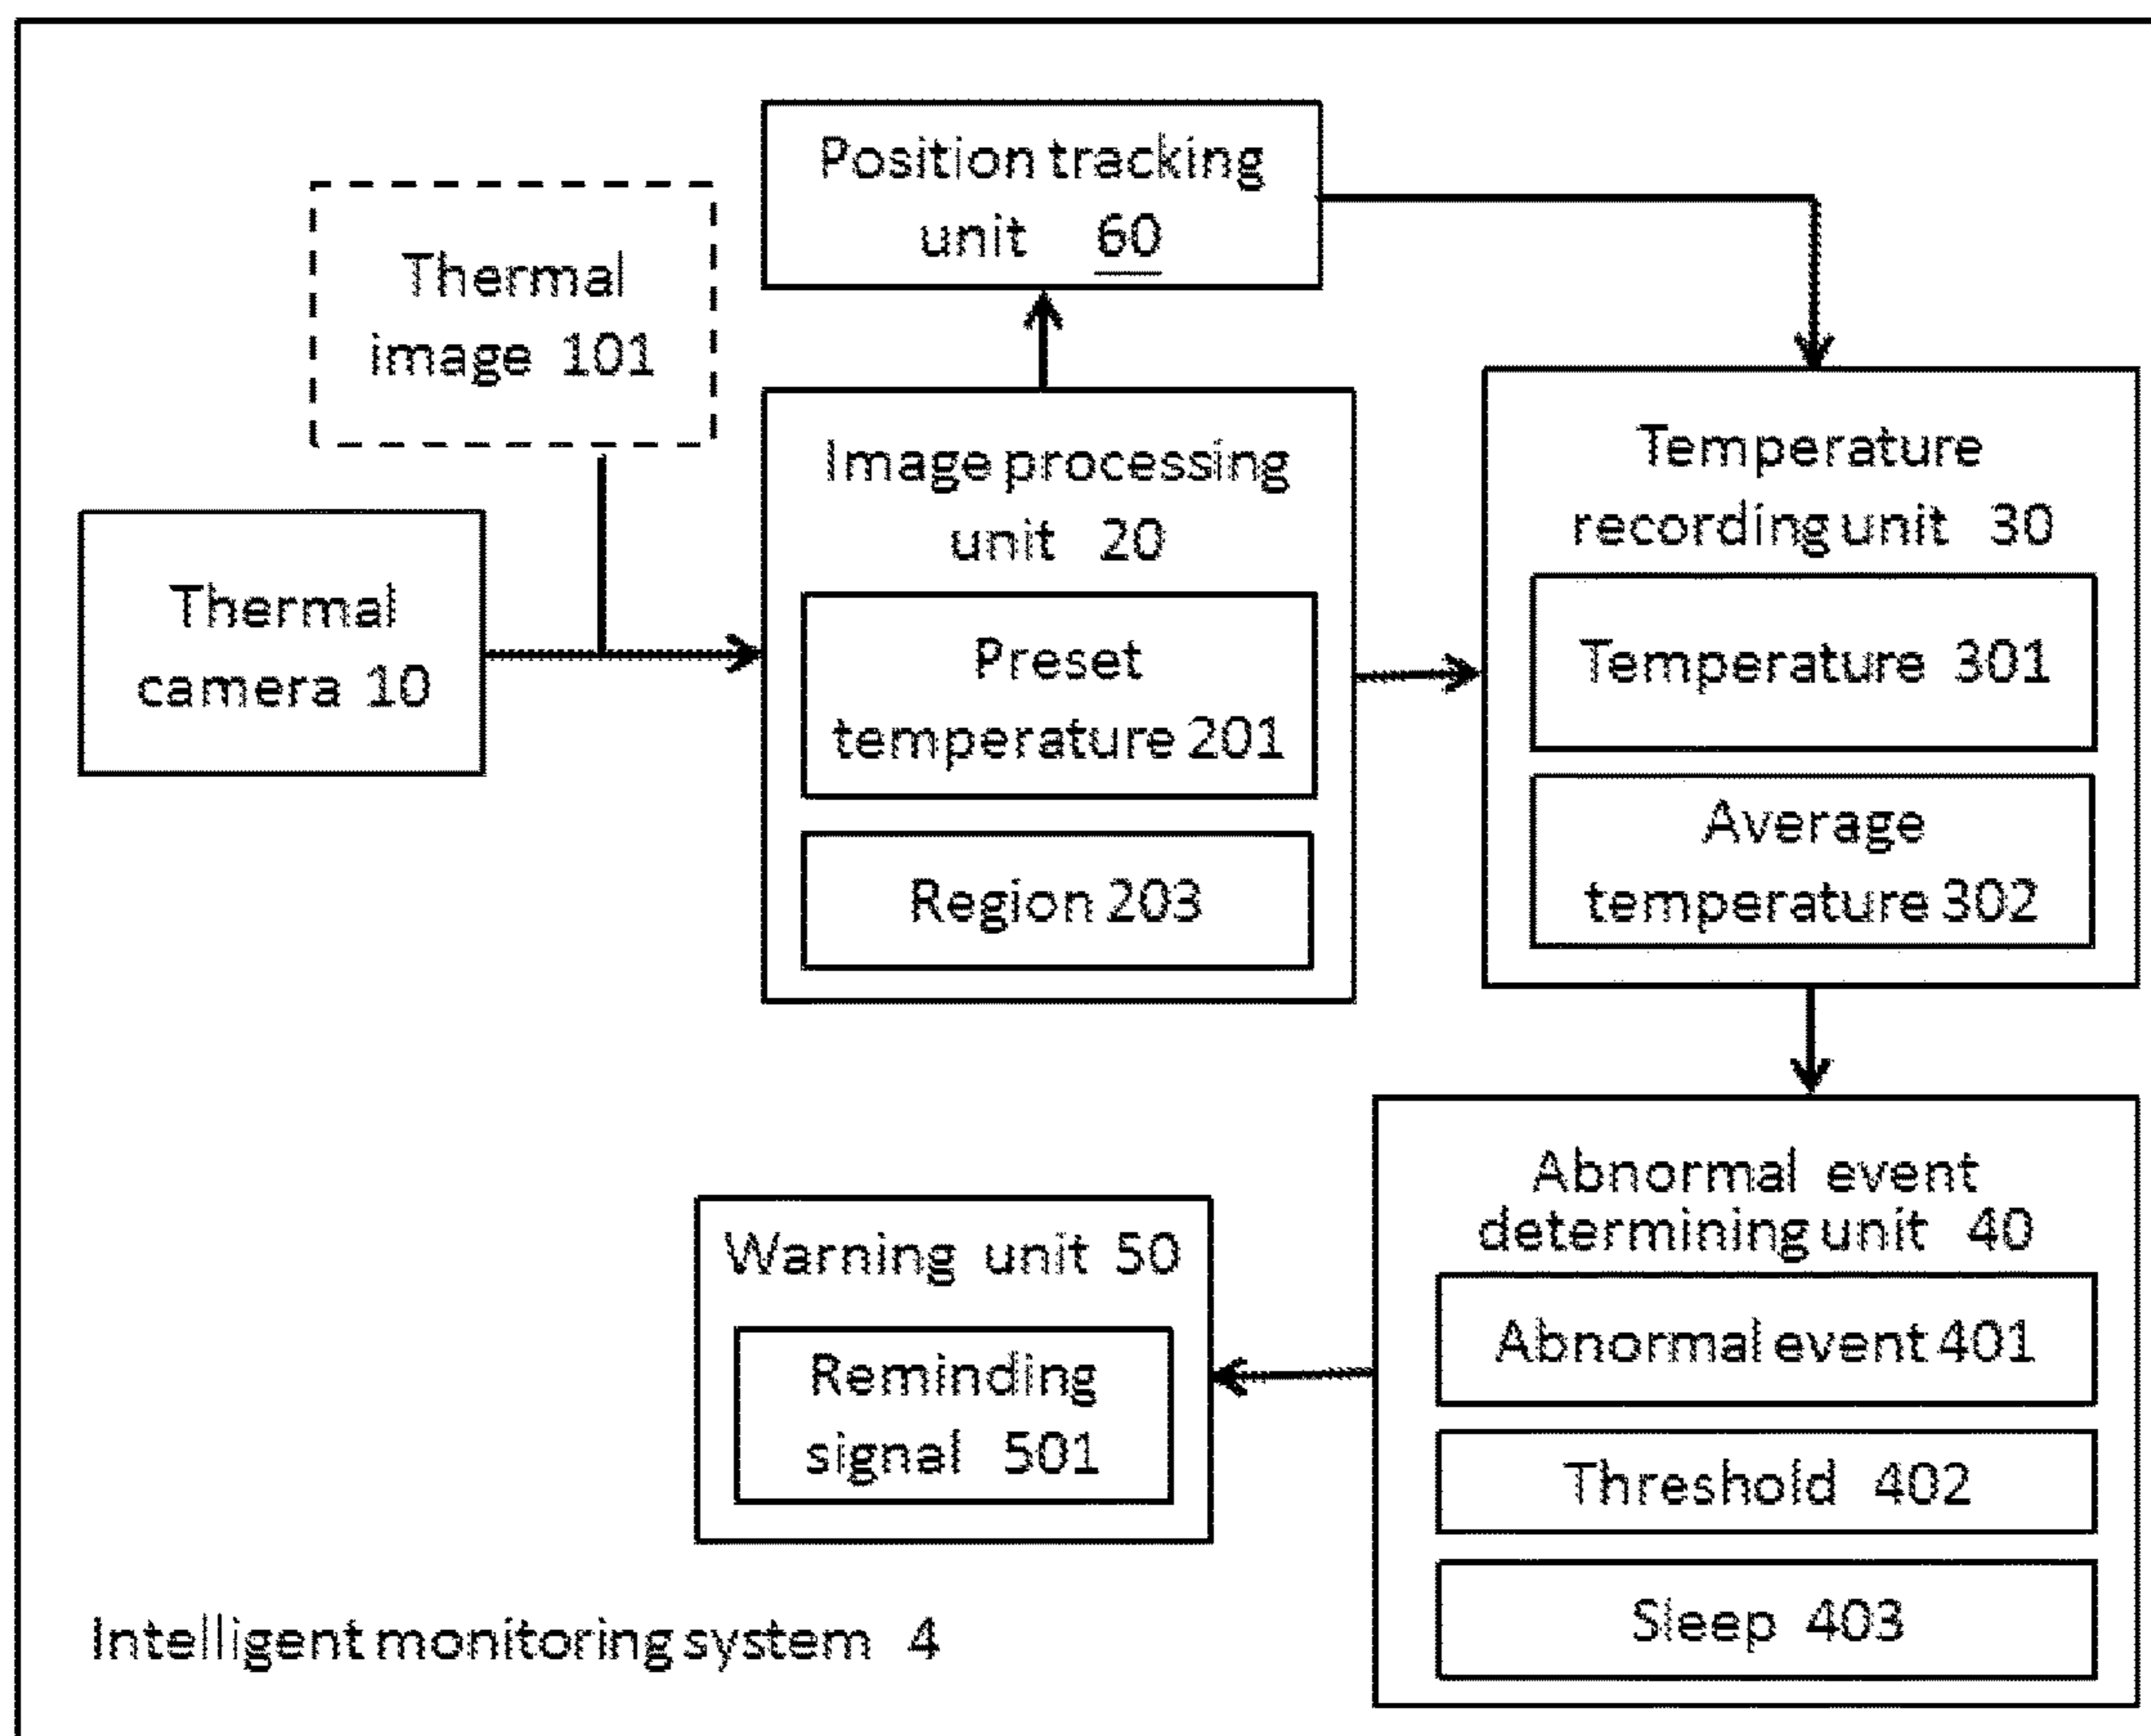 Position tracking
unit 60
Thermal
image 101
Thermal
camera 10
Image processing
unit 20
Preset
temperature 201
Region 203
Temperature
recording unit 30
Temperature 301
Average
temperature 302
Abnormal event
determining unit 40
Abnormal event 401
Threshold 402
Sleep 403
Warning unit 50
Reminding
signal 501
Intelligent monitoring system 4